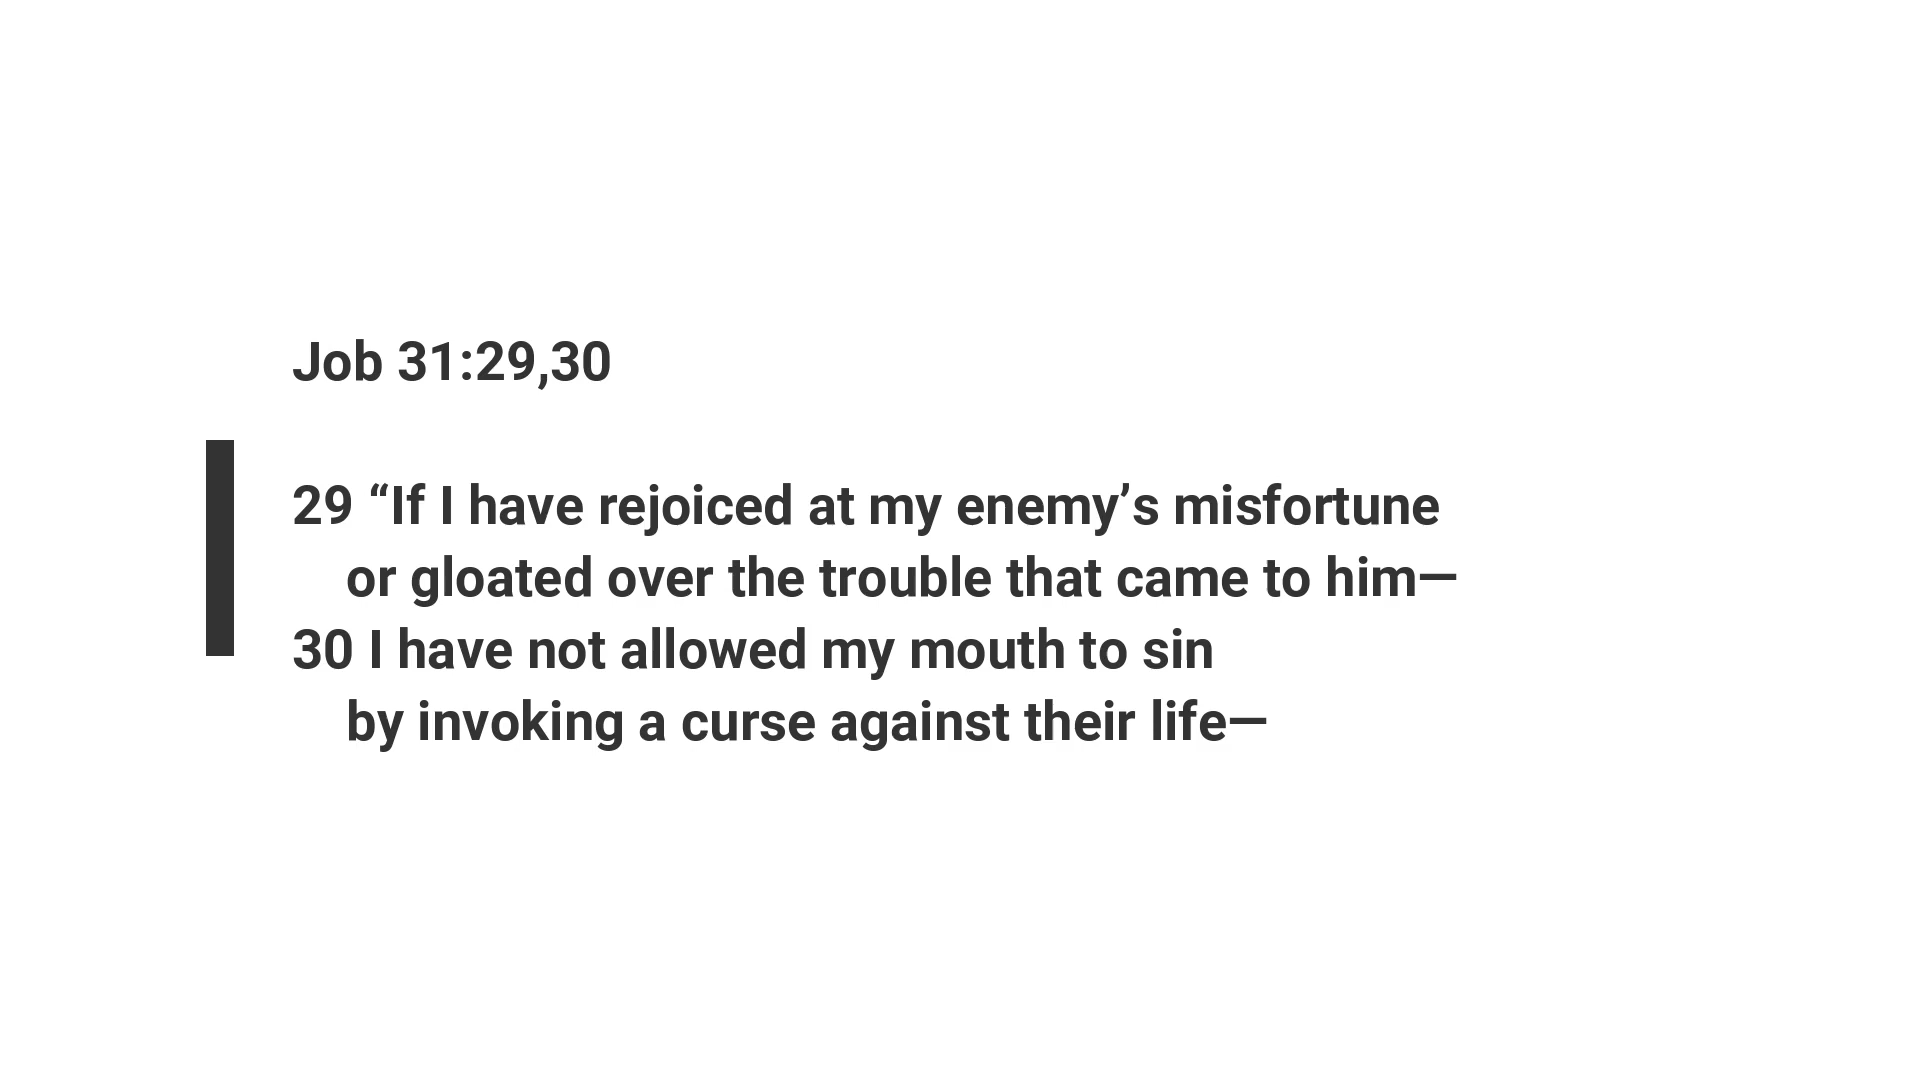 Job 31:29,30
29 “If I have rejoiced at my enemy’s misfortune
or gloated over the trouble that came to him—
30 I have not allowed my mouth to sin
by invoking a curse against their life—